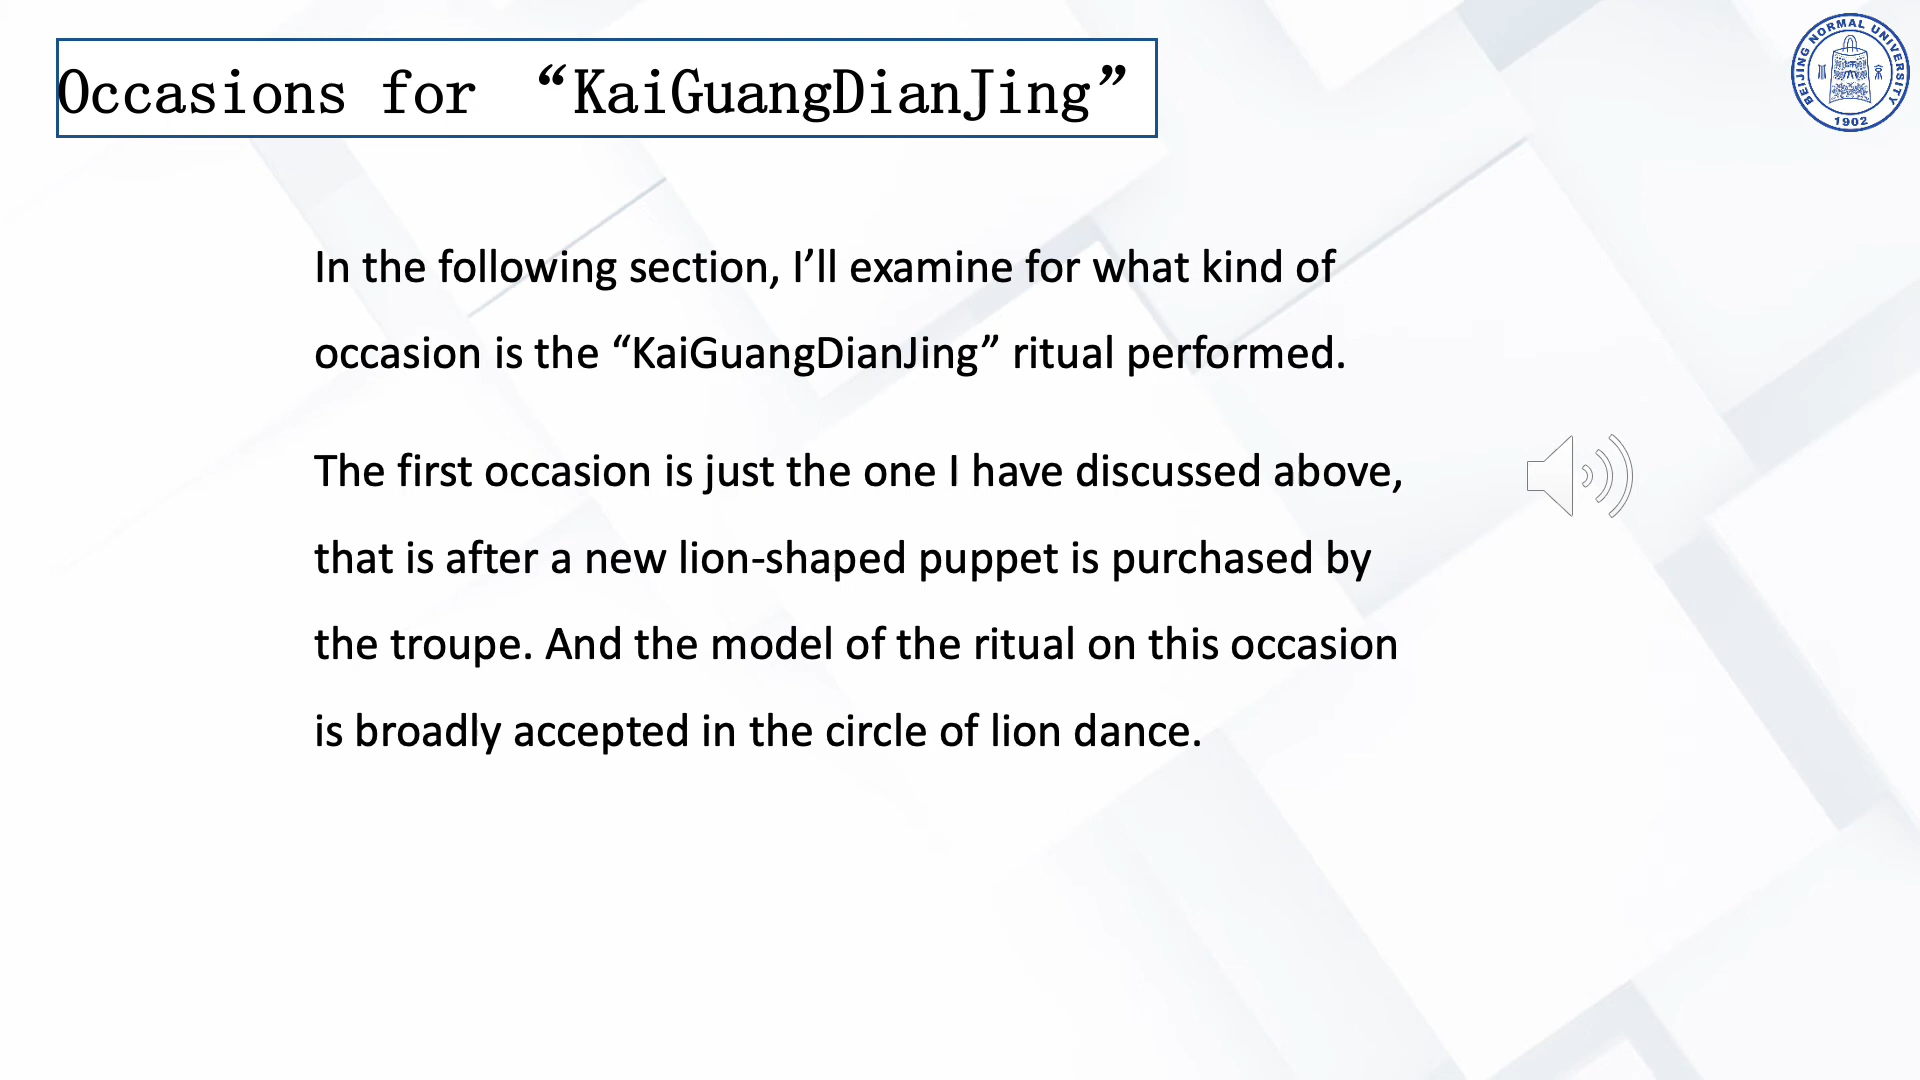 Occasions for “KaiGuangDianJing”
BEIJING NORMAL UNIVERSITY
1902
In the following section, I’ll examine for what kind of
occasion is the “KaiGuangDianJing” ritual performed.
The first occasion is just the one I have discussed above,
that is after a new lion-shaped puppet is purchased by
the troupe. And the model of the ritual on this occasion
is broadly accepted in the circle of lion dance.